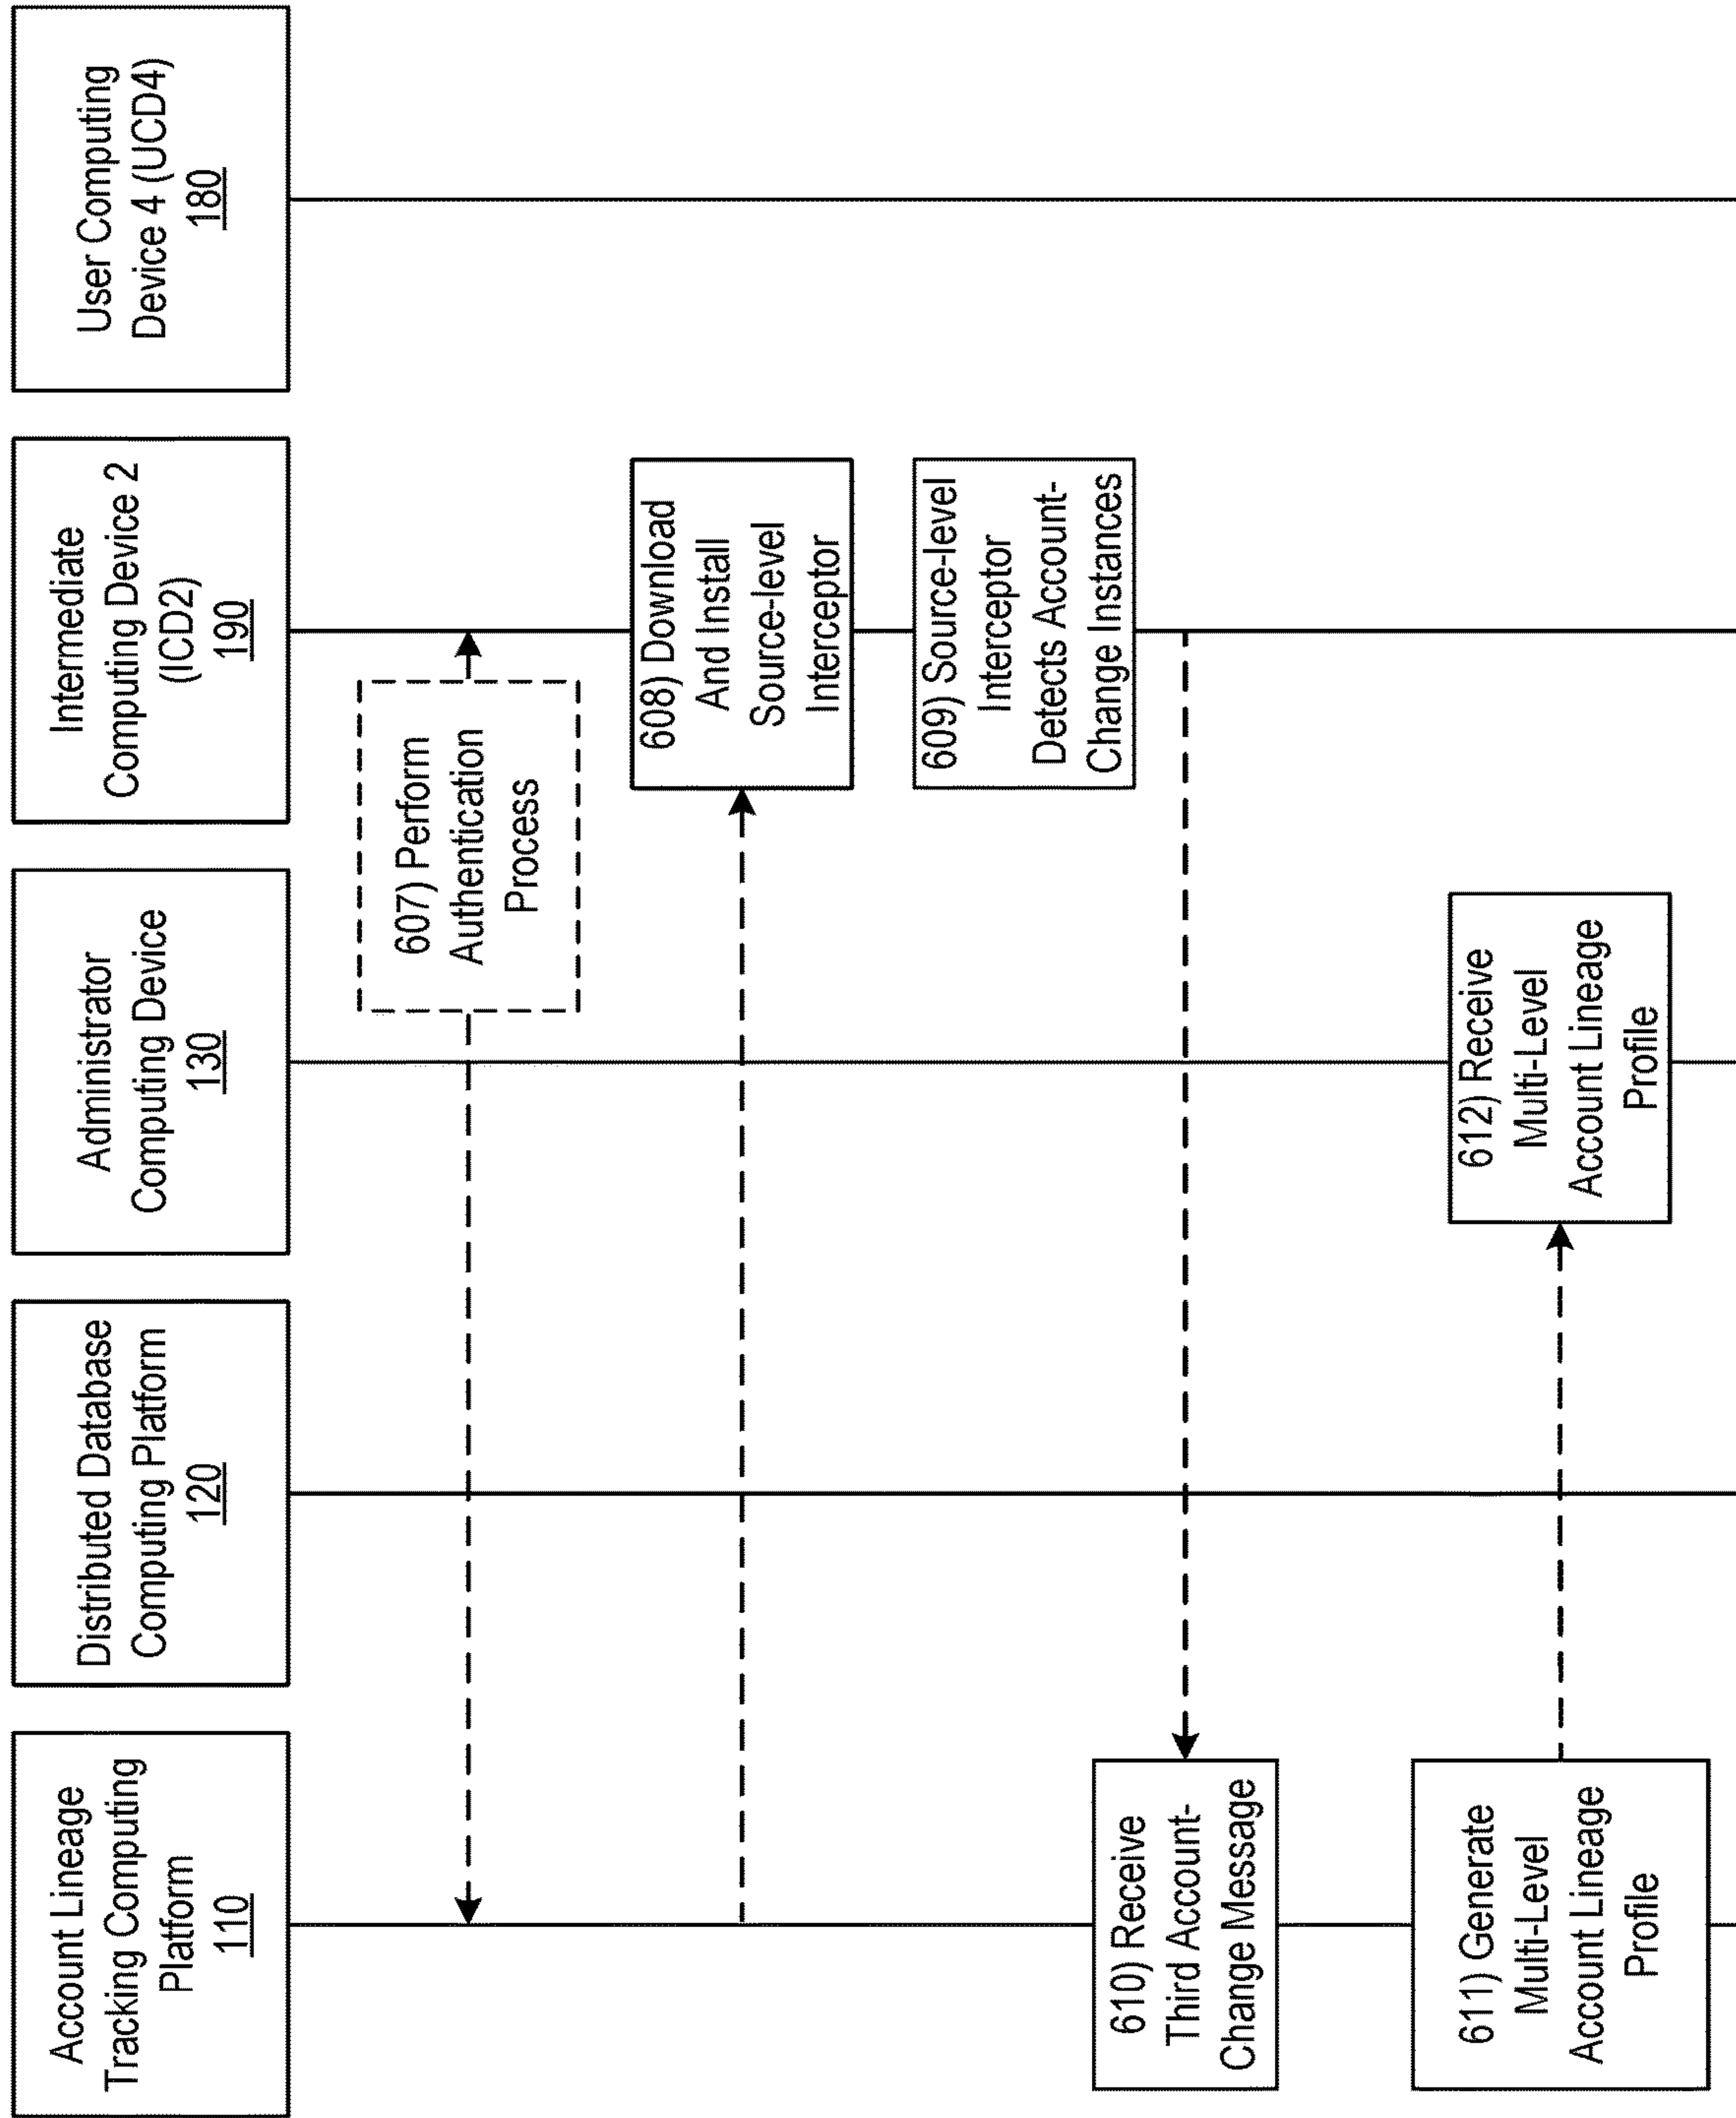 Account Lineage
Tracking Computing
Platform
110
Distributed Database
Computing Platform
120
Administrator
Computing Device
130
Intermediate
Computing Device 2
(ICD2)
190
User Computing
Device 4 (UCD4)
180
607) Perform
Authentication
Process
608) Download
And Install
Source-level
Interceptor
609) Source-level
Interceptor
Detects Account-
Change Instances
610) Receive
Third Account-
Change Message
611) Generate
Multi-Level
Account Lineage
Profile
612) Receive
Multi-Level
Account Lineage
Profile